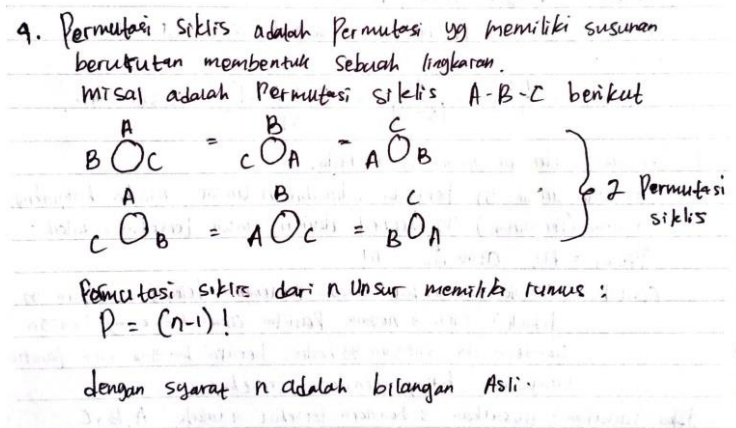 4. Permutasi siklis adalah Permutasi yg memiliki susunan
berurutan membentuk sebuah lingkaran.
misal adalah Permutasi siklis A-B-C berikut
A B C
B C = C A = A B
A B C
C B = A C = B A
2 Permutasi
siklis
Permutasi siklis dari n Unsur memiliki rumus :
P = (n-1)!
dengan syarat n adalah bilangan Asli.